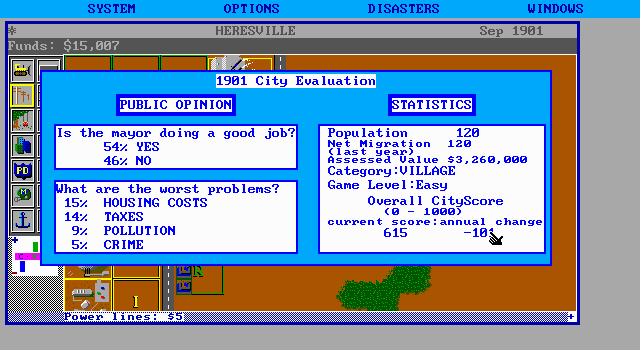 SYSTEM OPTIONS DISASTERS WINDOWS
HERESVILLE Sep 1901
Funds: $15,007
1901 City Evaluation
PUBLIC OPINION
Is the mayor doing a good job?
54% YES
46% NO
What are the worst problems?
15% HOUSING COSTS
14% TAXES
9% POLLUTION
5% CRIME
STATISTICS
Population 120
Net Migration 120
(last year)
Assessed Value $3,260,000
Category:VILLAGE
Game Level:Easy
Overall CityScore
(0 - 1000)
current score:annual change
615
PD
R
I
Power lines: $5